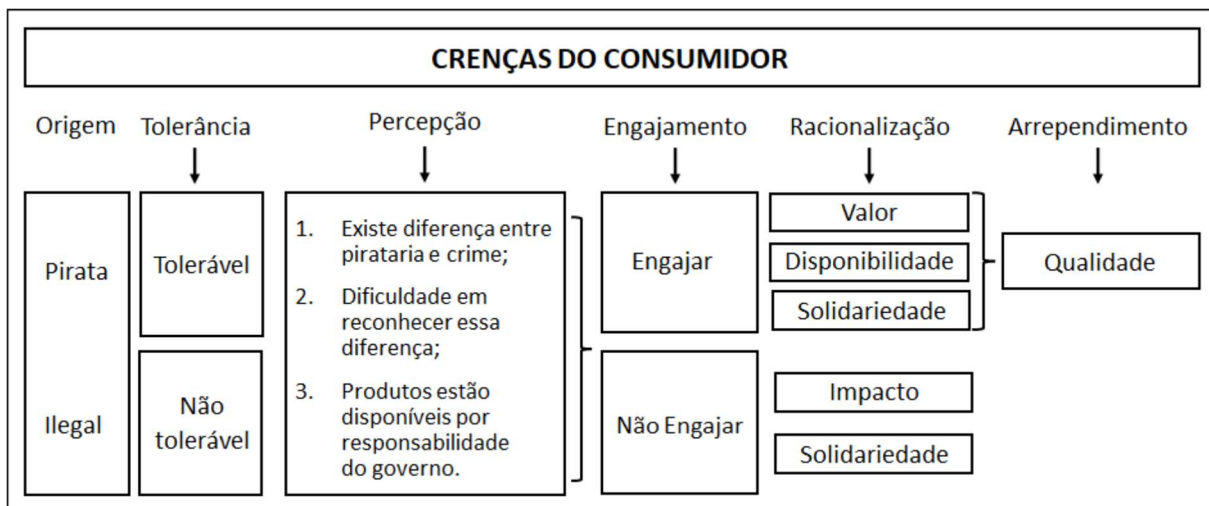 CRENÇAS DO CONSUMIDOR
Origem
Tolerância
Percepção
Engajamento
Racionalização
Arrependimento
Pirata
Ilegal
Tolerável
Não
tolerável
1. Existe diferença entre
pirataria e crime;
2. Dificuldade em
reconhecer essa
diferença;
3. Produtos estão
disponíveis por
responsabilidade
do governo.
Engajar
Não Engajar
Valor
Disponibilidade
Solidariedade
Impacto
Solidariedade
Qualidade